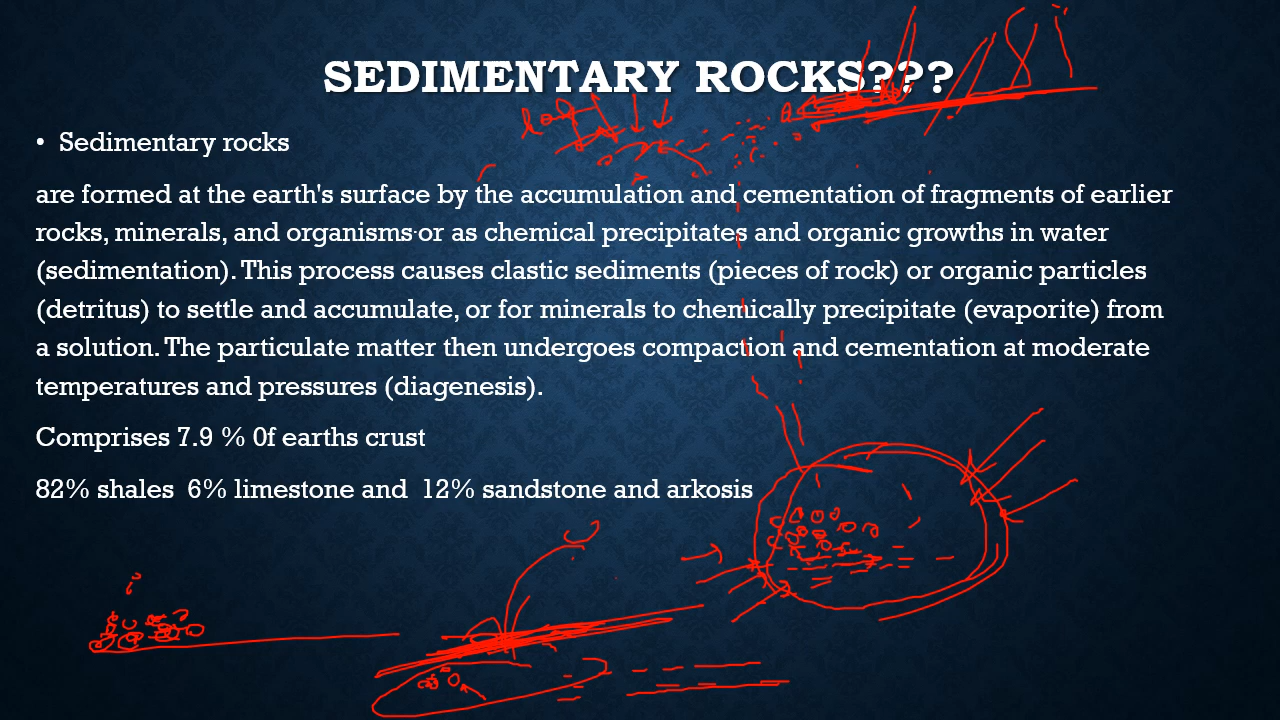 SEDIMENTARY ROCKS???
• Sedimentary rocks
are formed at the earth's surface by the accumulation and cementation of fragments of earlier
rocks, minerals, and organisms or as chemical precipitates and organic growths in water
(sedimentation). This process causes clastic sediments (pieces of rock) or organic particles
(detritus) to settle and accumulate, or for minerals to chemically precipitate (evaporite) from
a solution. The particulate matter then undergoes compaction and cementation at moderate
temperatures and pressures (diagenesis).
Comprises 7.9 % 0f earths crust
82% shales 6% limestone and 12% sandstone and arkosis